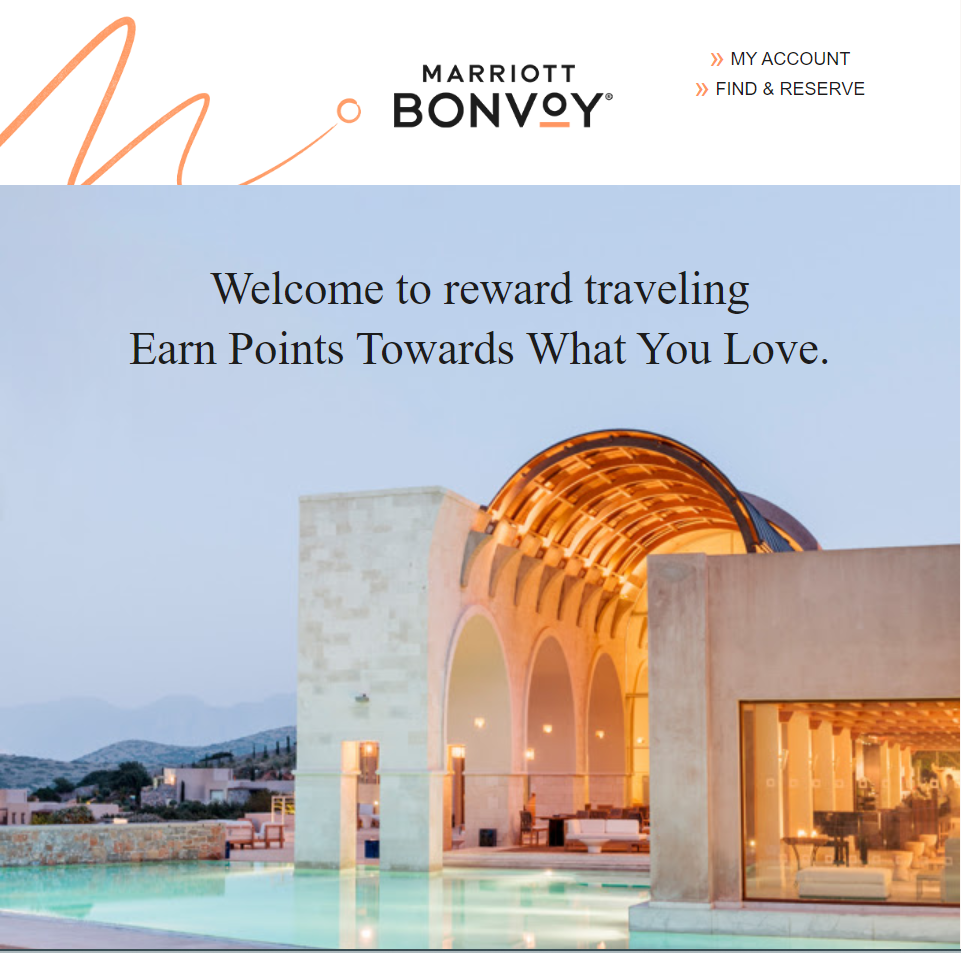 MARRIOTT
BONVOY®
» MY ACCOUNT
» FIND & RESERVE
Welcome to reward traveling
Earn Points Towards What You Love.